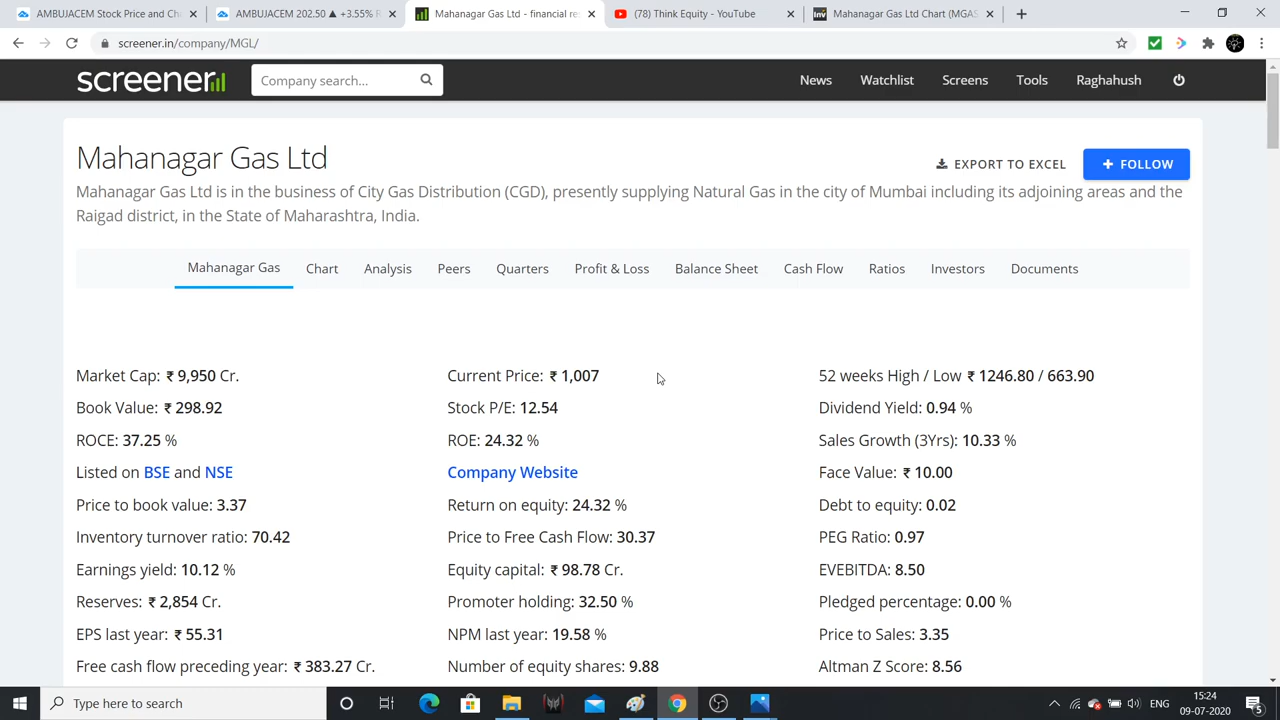 AMBUJACEM Stock Price and Ch
AMBUJACEM 202.50 ▲ +3.55% R
Mahanagar Gas Ltd - financial re
(78) Think Equity - YouTube
Inv
Mahanagar Gas Ltd Chart (MGAS
screener.in/company/MGL/
screener
Company search...
News
Watchlist
Screens
Tools
Raghahush
Mahanagar Gas Ltd
EXPORT TO EXCEL
+ FOLLOW
Mahanagar Gas Ltd is in the business of City Gas Distribution (CGD), presently supplying Natural Gas in the city of Mumbai including its adjoining areas and the
Raigad district, in the State of Maharashtra, India.
Mahanagar Gas
Chart
Analysis
Peers
Quarters
Profit & Loss
Balance Sheet
Cash Flow
Ratios
Investors
Documents
Market Cap: ₹ 9,950 Cr.
Current Price: ₹ 1,007
52 weeks High / Low ₹ 1246.80 / 663.90
Book Value: ₹ 298.92
Stock P/E: 12.54
Dividend Yield: 0.94 %
ROCE: 37.25 %
ROE: 24.32 %
Sales Growth (3Yrs): 10.33 %
Listed on BSE and NSE
Company Website
Face Value: ₹ 10.00
Price to book value: 3.37
Return on equity: 24.32 %
Debt to equity: 0.02
Inventory turnover ratio: 70.42
Price to Free Cash Flow: 30.37
PEG Ratio: 0.97
Earnings yield: 10.12 %
Equity capital: ₹ 98.78 Cr.
EVEBITDA: 8.50
Reserves: ₹ 2,854 Cr.
Promoter holding: 32.50 %
Pledged percentage: 0.00 %
EPS last year: ₹ 55.31
NPM last year: 19.58 %
Price to Sales: 3.35
Free cash flow preceding year: ₹ 383.27 Cr.
Number of equity shares: 9.88
Altman Z Score: 8.56
Type here to search
ENG
15:24
09-07-2020
5